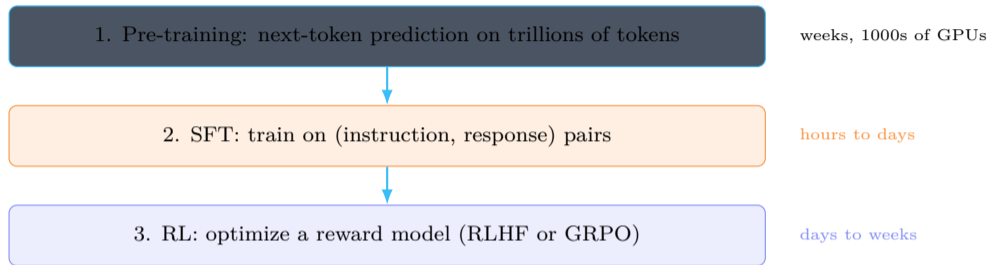 1. Pre-training: next-token prediction on trillions of tokens
weeks, 1000s of GPUs
2. SFT: train on (instruction, response) pairs
hours to days
3. RL: optimize a reward model (RLHF or GRPO)
days to weeks